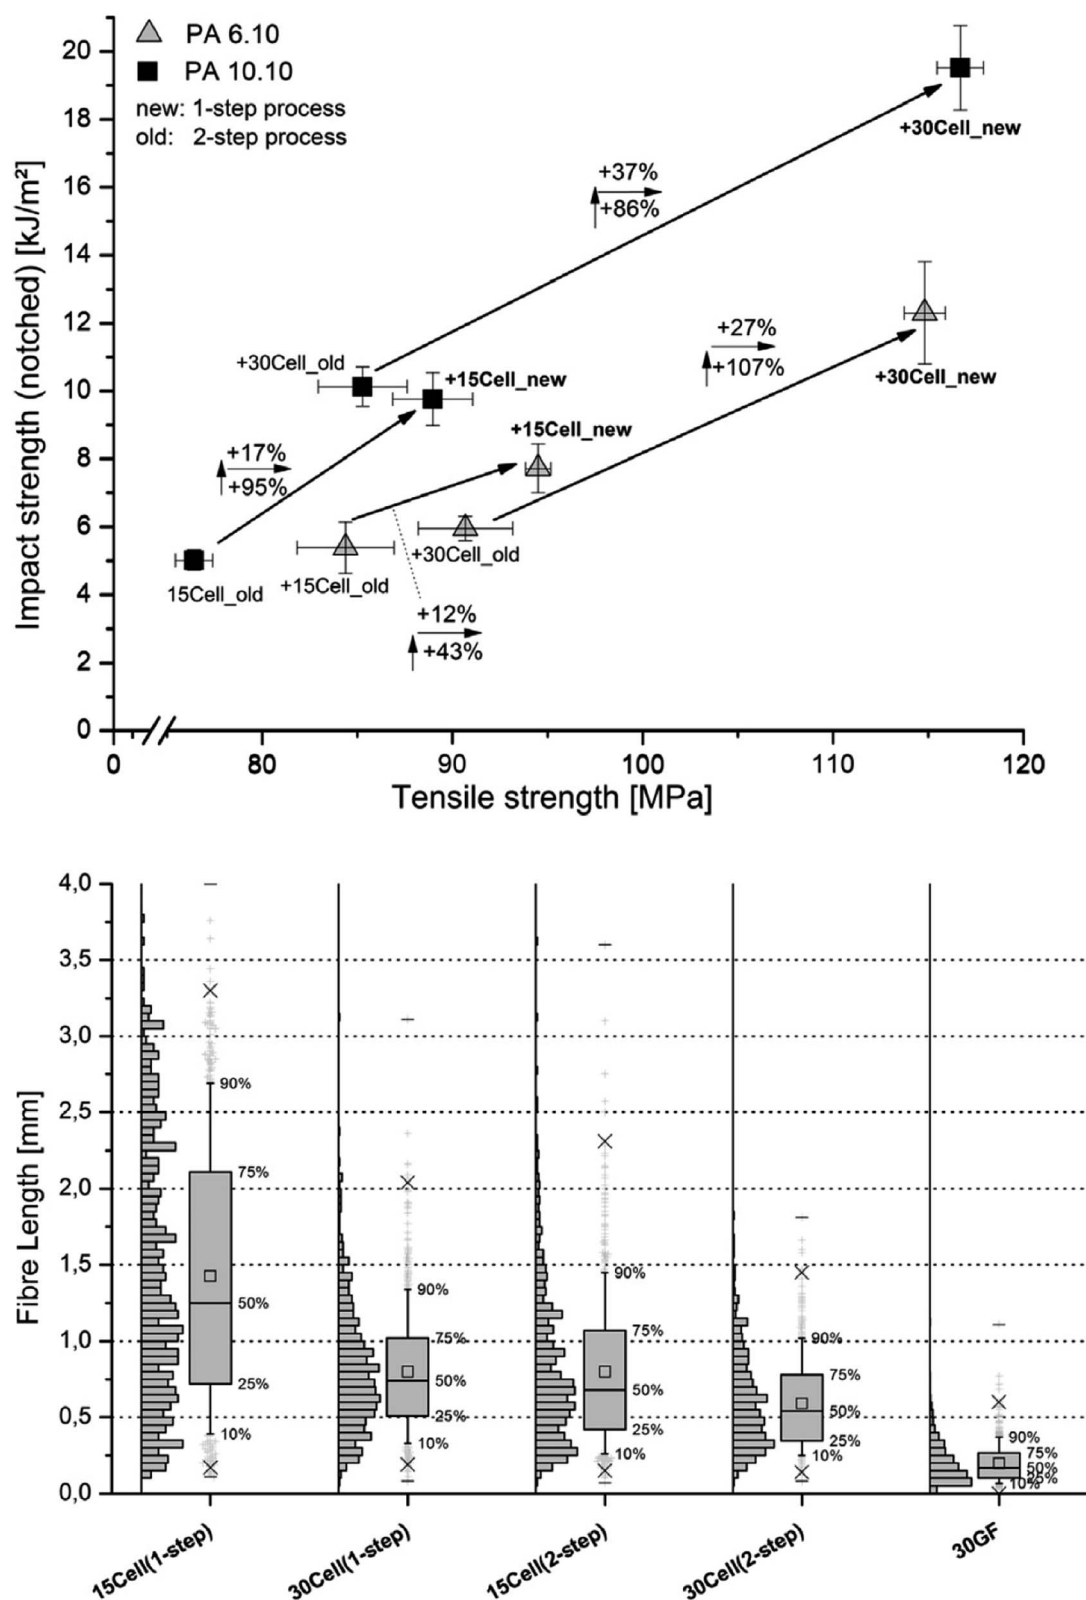 PA 6.10
PA 10.10
new: 1-step process
old: 2-step process
Impact strength (notched) [kJ/m²]
20
18
16
14
12
10
8
6
4
2
0
+30Cell_new
+37%
+86%
+30Cell_old
+15Cell_new
+27%
+107%
+30Cell_new
+15Cell_new
+17%
+95%
15Cell_old
+15Cell_old
+30Cell_old
+12%
+43%
0 80 90 100 110 120
Tensile strength [MPa]
Fibre Length [mm]
4,0
3,5
3,0
2,5
2,0
1,5
1,0
0,5
0,0
90%
75%
50%
25%
10%
90%
75%
50%
25%
10%
90%
75%
50%
25%
10%
90%
75%
50%
25%
10%
90%
75%
50%
25%
10%
15Cell(1-step)
30Cell(1-step)
15Cell(2-step)
30Cell(2-step)
30GF